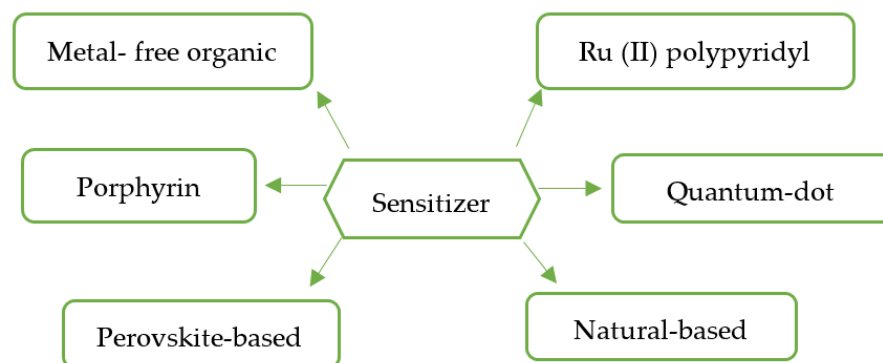 Metal- free organic
Ru (II) polypyridyl
Porphyrin
Sensitizer
Quantum-dot
Perovskite-based
Natural-based